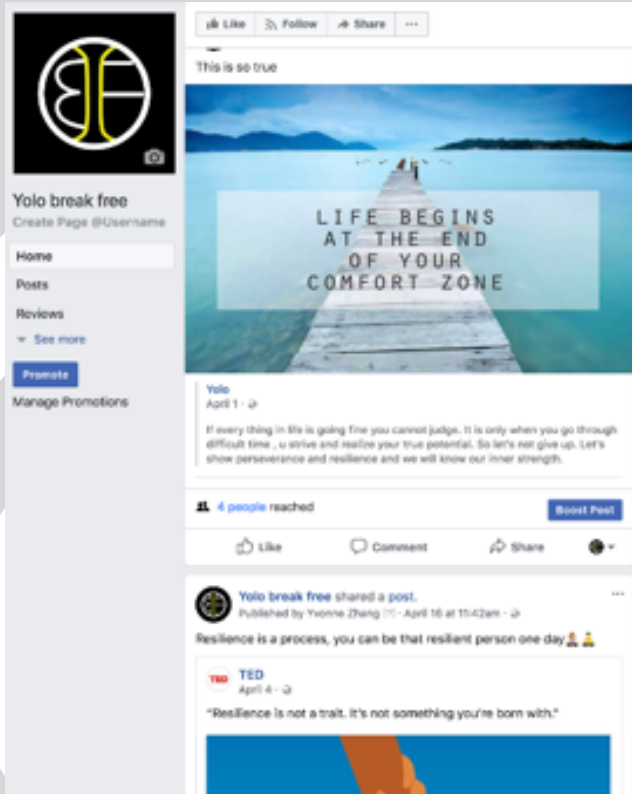 Like Follow Share ...
This is so true
LIFE BEGINS
AT THE END
OF YOUR
COMFORT ZONE
Yolo break free
Create Page @Username
Home
Posts
Reviews
See more
Promote
Manage Promotions
Yolo
April 1 ·
If every thing in life is going fine you cannot judge. It is only when you go through
difficult time , u strive and realize your true potential. So let's not give up. Let's
show perseverance and resilience and we will know our inner strength.
4 people reached
Boost Post
Like Comment Share
Yolo break free shared a post.
Published by Yvonne Zhang [?] · April 16 at 11:42am ·
Resilience is a process, you can be that resilient person one day
TED
TED
April 4 ·
"Resilience is not a trait. It's not something you're born with."